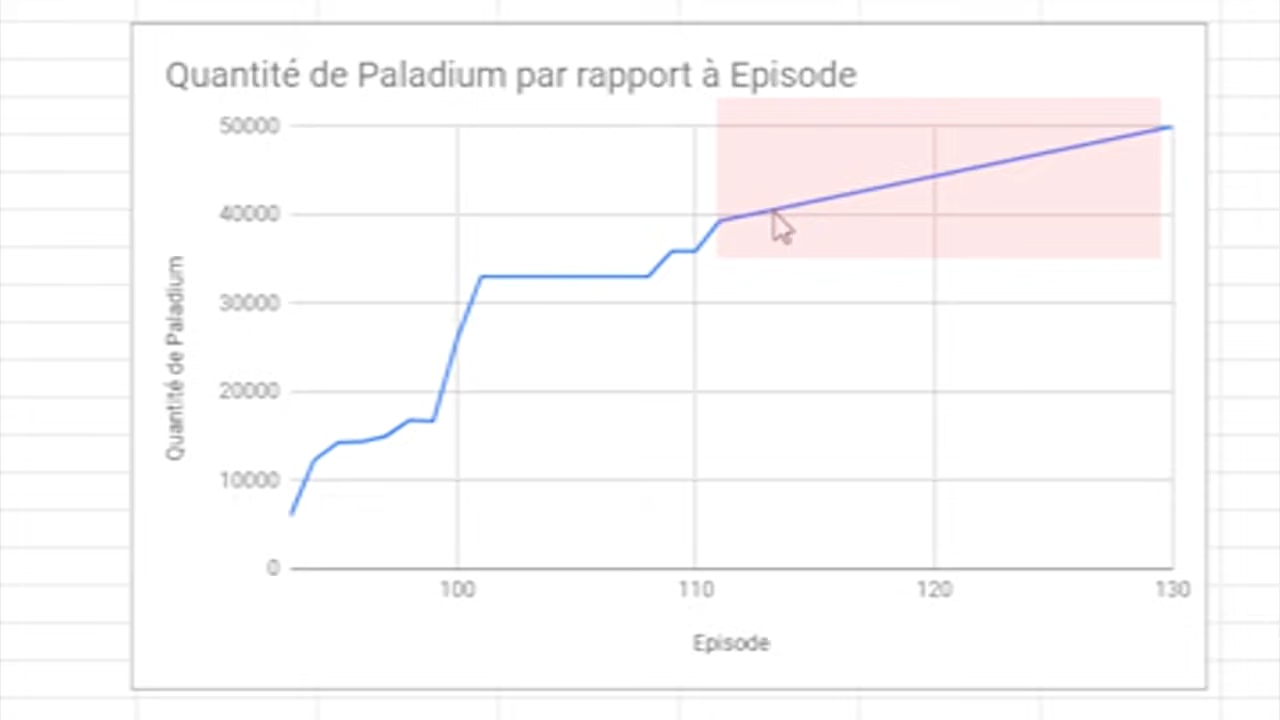 Quantité de Paladium par rapport à Episode
50000
40000
30000
20000
10000
0
Quantité de Paladium
100 110 120 130
Episode